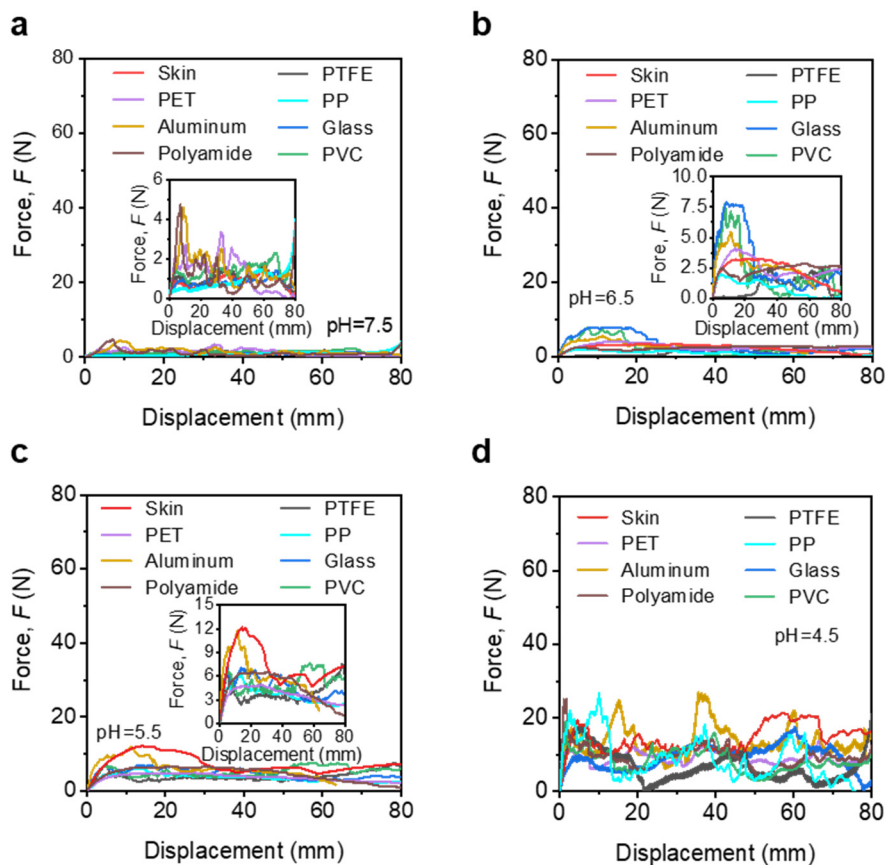 a
80
60
40
20
0
Force, F (N)
Skin PTFE
PET PP
Aluminum Glass
Polyamide PVC
6
4
2
0
Force, F (N)
0 20 40 60 80
Displacement (mm)
pH=7.5
0 20 40 60 80
Displacement (mm)
b
80
60
40
20
0
Force, F (N)
Skin PTFE
PET PP
Aluminum Glass
Polyamide PVC
10.0
7.5
5.0
2.5
0.0
Fore, F (N)
0 20 40 60 80
Displacement (mm)
pH=6.5
0 20 40 60 80
Displacement (mm)
c
80
60
40
20
0
Force, F (N)
Skin PTFE
PET PP
Aluminum Glass
Polyamide PVC
15
12
9
6
3
0
Force, F (N)
0 20 40 60 80
Displacement (mm)
pH=5.5
0 20 40 60 80
Displacement (mm)
d
80
60
40
20
0
Force, F (N)
Skin PTFE
PET PP
Aluminum Glass
Polyamide PVC
pH=4.5
0 20 40 60 80
Displacement (mm)